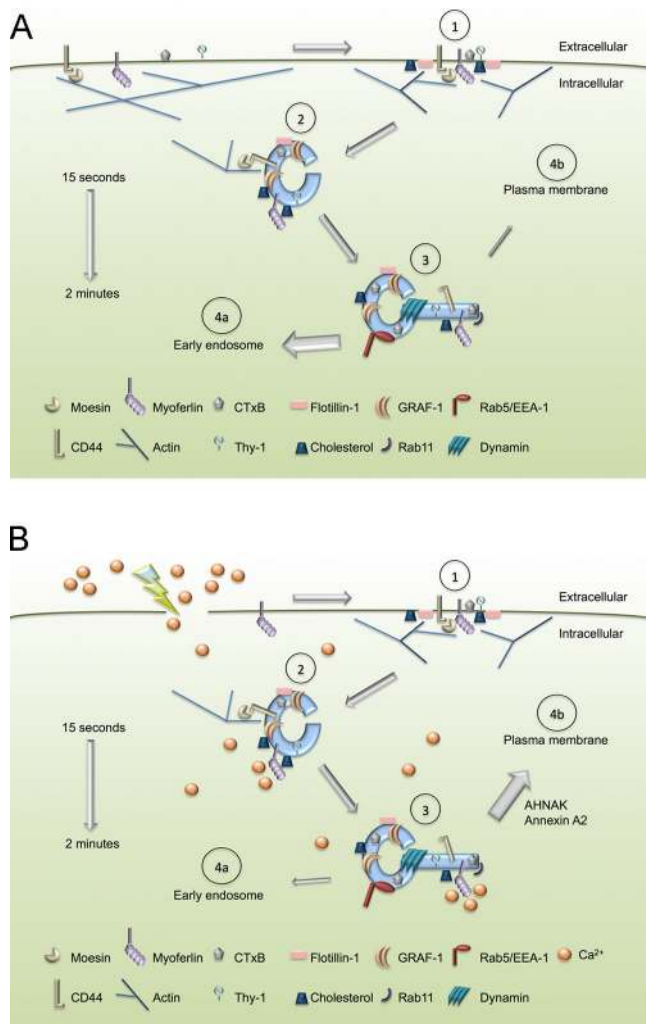 A
1
Extracellular
Intracellular
2
4b
15 seconds
Plasma membrane
3
2 minutes
4a
Early endosome
Moesin Myoferlin CTxB Flotillin-1 GRAF-1 Rab5/EEA-1
CD44 Actin Thy-1 Cholesterol Rab11 Dynamin
B
1
Extracellular
Intracellular
2
4b
15 seconds
Plasma membrane
AHNAK
Annexin A2
3
2 minutes
4a
Early endosome
Moesin Myoferlin CTxB Flotillin-1 GRAF-1 Rab5/EEA-1 Ca²⁺
CD44 Actin Thy-1 Cholesterol Rab11 Dynamin